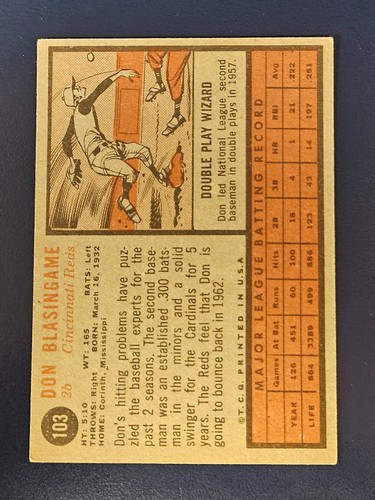 103
DON BLASINGAME
2b Cincinnati Reds
HT: 5:10 WT: 165 BATS: Left
THROWS: Right BORN: March 16, 1932
HOME: Corinth, Mississippi
Don's hitting problems have puz-
zled the baseball experts for the
past 2 seasons. The second base-
man was an established .300 bats-
man in the minors and a solid
swinger for the Cardinals for 5
years. The Reds feel that Don is
going to bounce back in 1962.
DOUBLE PLAY WIZARD
Don led National League second
baseman in double plays in 1957.
© T. C. G. PRINTED IN U.S.A
MAJOR LEAGUE BATTING RECORD
Games At Bat Runs Hits 2B 3B HR RBI Avg
YEAR 126 451 60 100 18 4 1 21 .222
LIFE 864 3389 499 886 123 43 14 197 .261